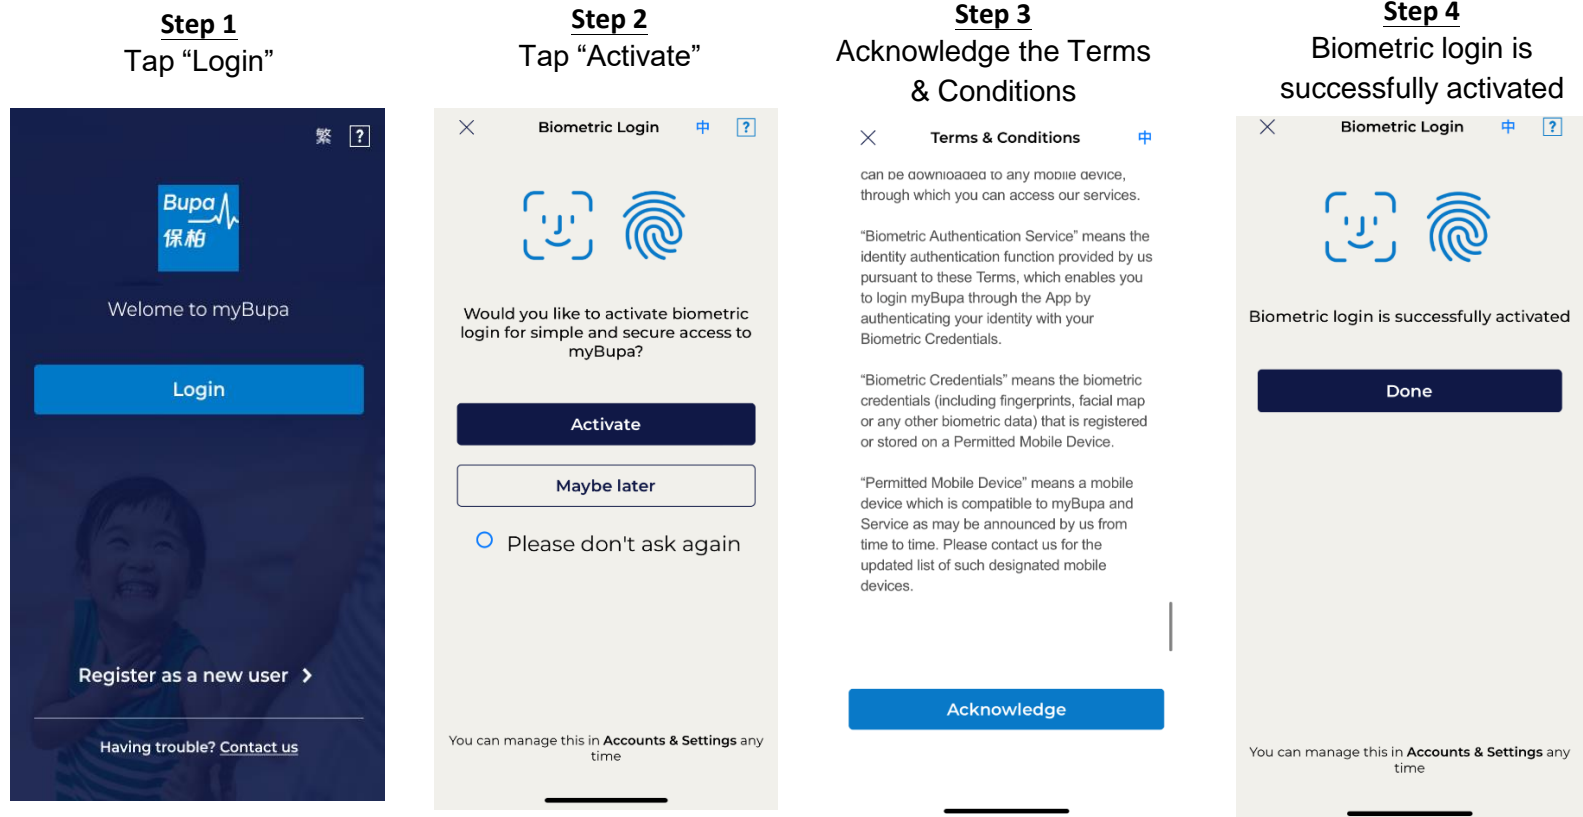 Step 1
Tap “Login”
繁 ?
Bupa
保柏
Welome to myBupa
Login
Register as a new user >
Having trouble? Contact us
Step 2
Tap “Activate”
Biometric Login 中 ?
Would you like to activate biometric
login for simple and secure access to
myBupa?
Activate
Maybe later
Please don't ask again
You can manage this in Accounts & Settings any
time
Step 3
Acknowledge the Terms
& Conditions
Terms & Conditions 中
can be downloaded to any mobile device,
through which you can access our services.
“Biometric Authentication Service” means the
identity authentication function provided by us
pursuant to these Terms, which enables you
to login myBupa through the App by
authenticating your identity with your
Biometric Credentials.
“Biometric Credentials” means the biometric
credentials (including fingerprints, facial map
or any other biometric data) that is registered
or stored on a Permitted Mobile Device.
“Permitted Mobile Device” means a mobile
device which is compatible to myBupa and
Service as may be announced by us from
time to time. Please contact us for the
updated list of such designated mobile
devices.
Acknowledge
Step 4
Biometric login is
successfully activated
Biometric Login 中 ?
Biometric login is successfully activated
Done
You can manage this in Accounts & Settings any
time